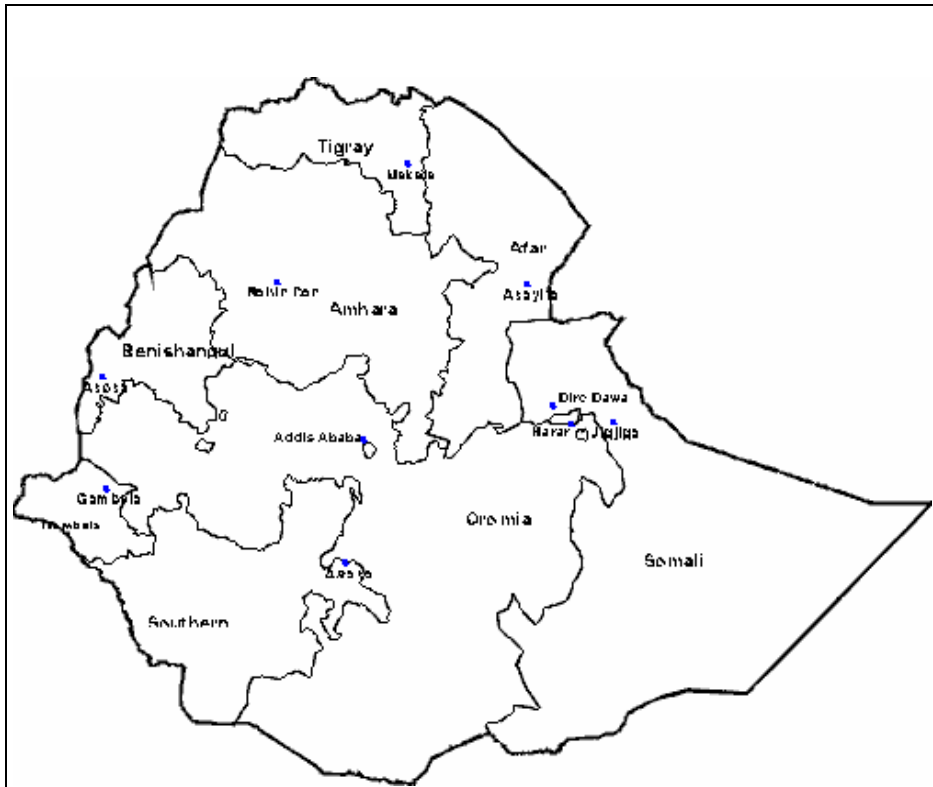 Tigray
Mekele
Afar
Asayita
Bahir Dar
Amhara
Benishangul
Asosa
Dire Dawa
Addis Ababa
Harar
Jijiga
Gambela
Oromia
Somali
Southern